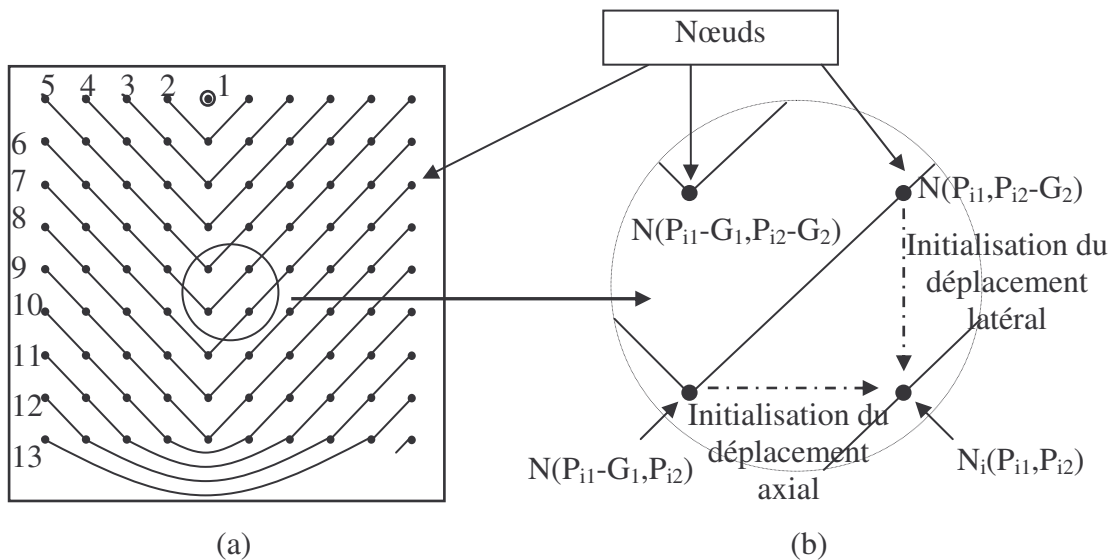 Nœuds
5 4 3 2 1
6
7
8
9
10
11
12
13
N(Pi1-G1,Pi2-G2)
N(Pi1,Pi2-G2)
Initialisation du
déplacement
latéral
Initialisation du
déplacement
axial
N(Pi1-G1,Pi2)
Ni(Pi1,Pi2)
(a)
(b)